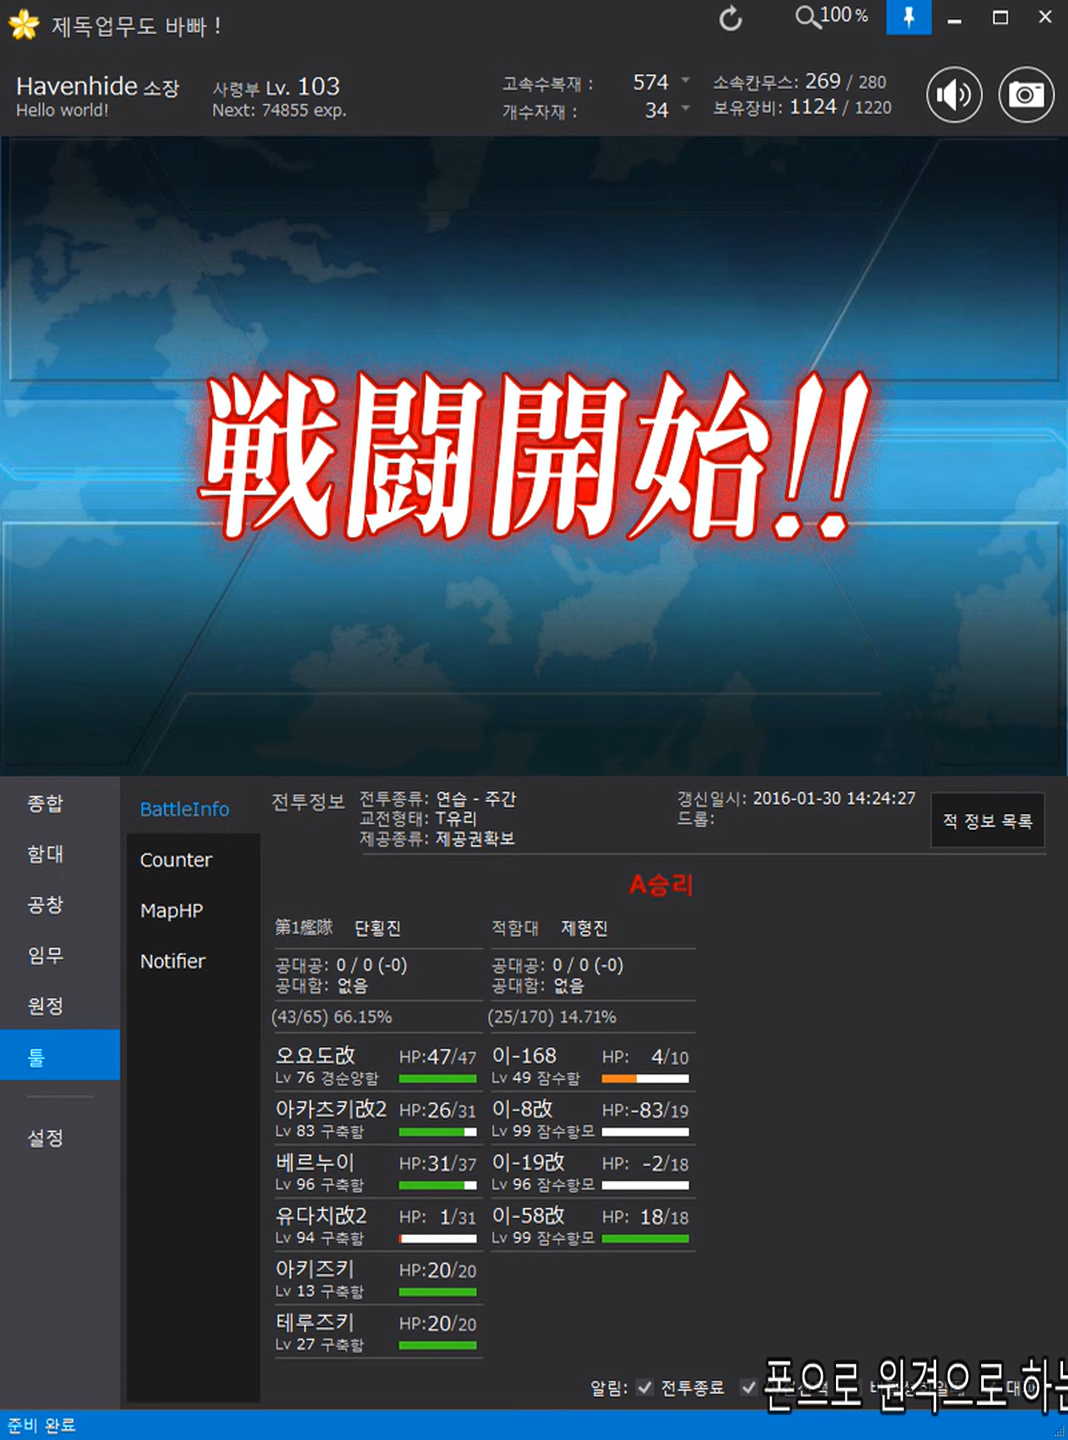 제독업무도 바빠 !
100 %
Havenhide 소장
Hello world!
사령부 Lv. 103
Next: 74855 exp.
고속수복재 : 574
개수자재 : 34
소속칸무스: 269 / 280
보유장비: 1124 / 1220
戦闘開始!!
종합
함대
공창
임무
원정
툴
설정
BattleInfo
Counter
MapHP
Notifier
전투정보
전투종류: 연습 - 주간
교전형태: T유리
제공종류: 제공권확보
갱신일시: 2016-01-30 14:24:27
드롭:
적 정보 목록
A승리
第1艦隊 단횡진
공대공: 0 / 0 (-0)
공대함: 없음
(43/65) 66.15%
오요도改 HP:47/47
Lv 76 경순양함
아카츠키改2 HP:26/31
Lv 83 구축함
베르누이 HP:31/37
Lv 96 구축함
유다치改2 HP: 1/31
Lv 94 구축함
아키즈키 HP:20/20
Lv 13 구축함
테루즈키 HP:20/20
Lv 27 구축함
적함대 제형진
공대공: 0 / 0 (-0)
공대함: 없음
(25/170) 14.71%
이-168 HP: 4/10
Lv 49 잠수함
이-8改 HP:-83/19
Lv 99 잠수항모
이-19改 HP: -2/18
Lv 96 잠수항모
이-58改 HP: 18/18
Lv 99 잠수항모
알림: 전투종료
폰으로 원격으로 하는
준비 완료